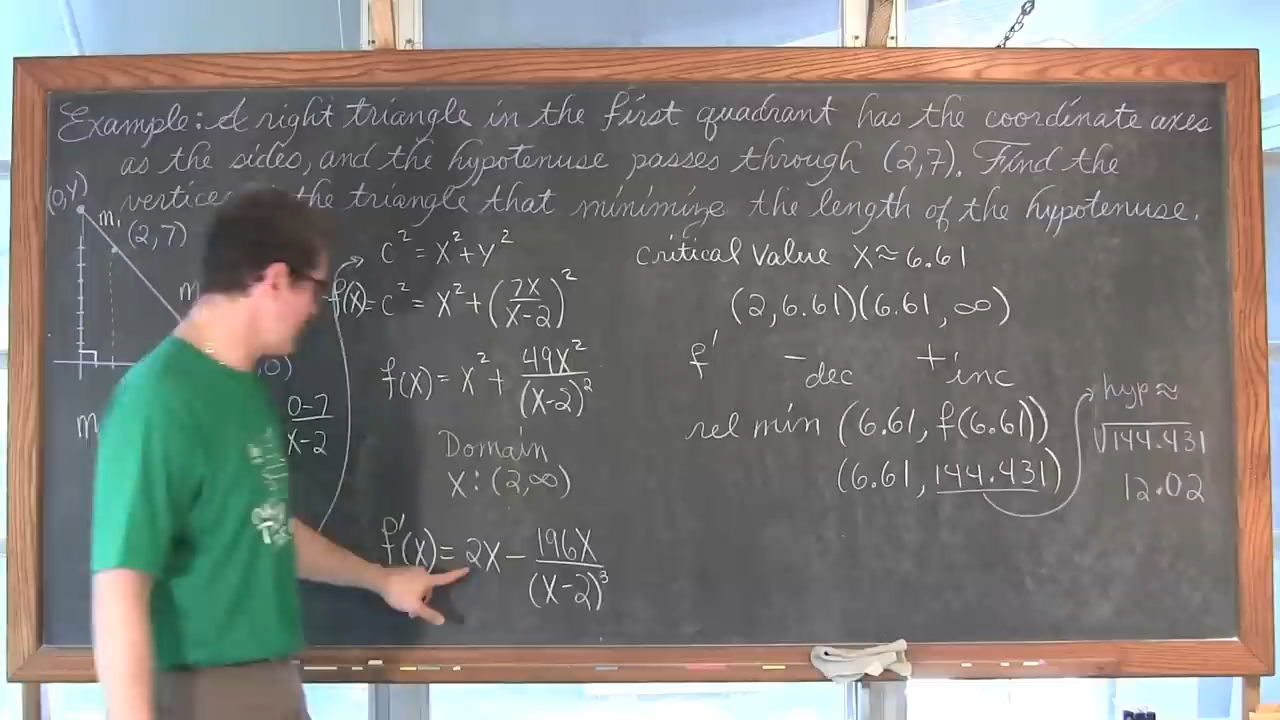 Example: A right triangle in the first quadrant has the coordinate axes
as the sides, and the hypotenuse passes through (2,7). Find the
the triangle that minimize the length of the hypotenuse.
(0,y)
m₁
(2,7)
m
,0)
m
0-7
x-2
c² = x² + y²
f(x) = c² = x² + (7x/(x-2))²
f(x) = x² + 49x²/(x-2)²
Domain
x: (2,∞)
f'(x) = 2x - 196x/(x-2)³
Critical Value x ≈ 6.61
(2,6.61)(6.61,∞)
f' - +
dec inc
rel min (6.61, f(6.61))
(6.61, 144.431)
hyp ≈
√144.431
12.02